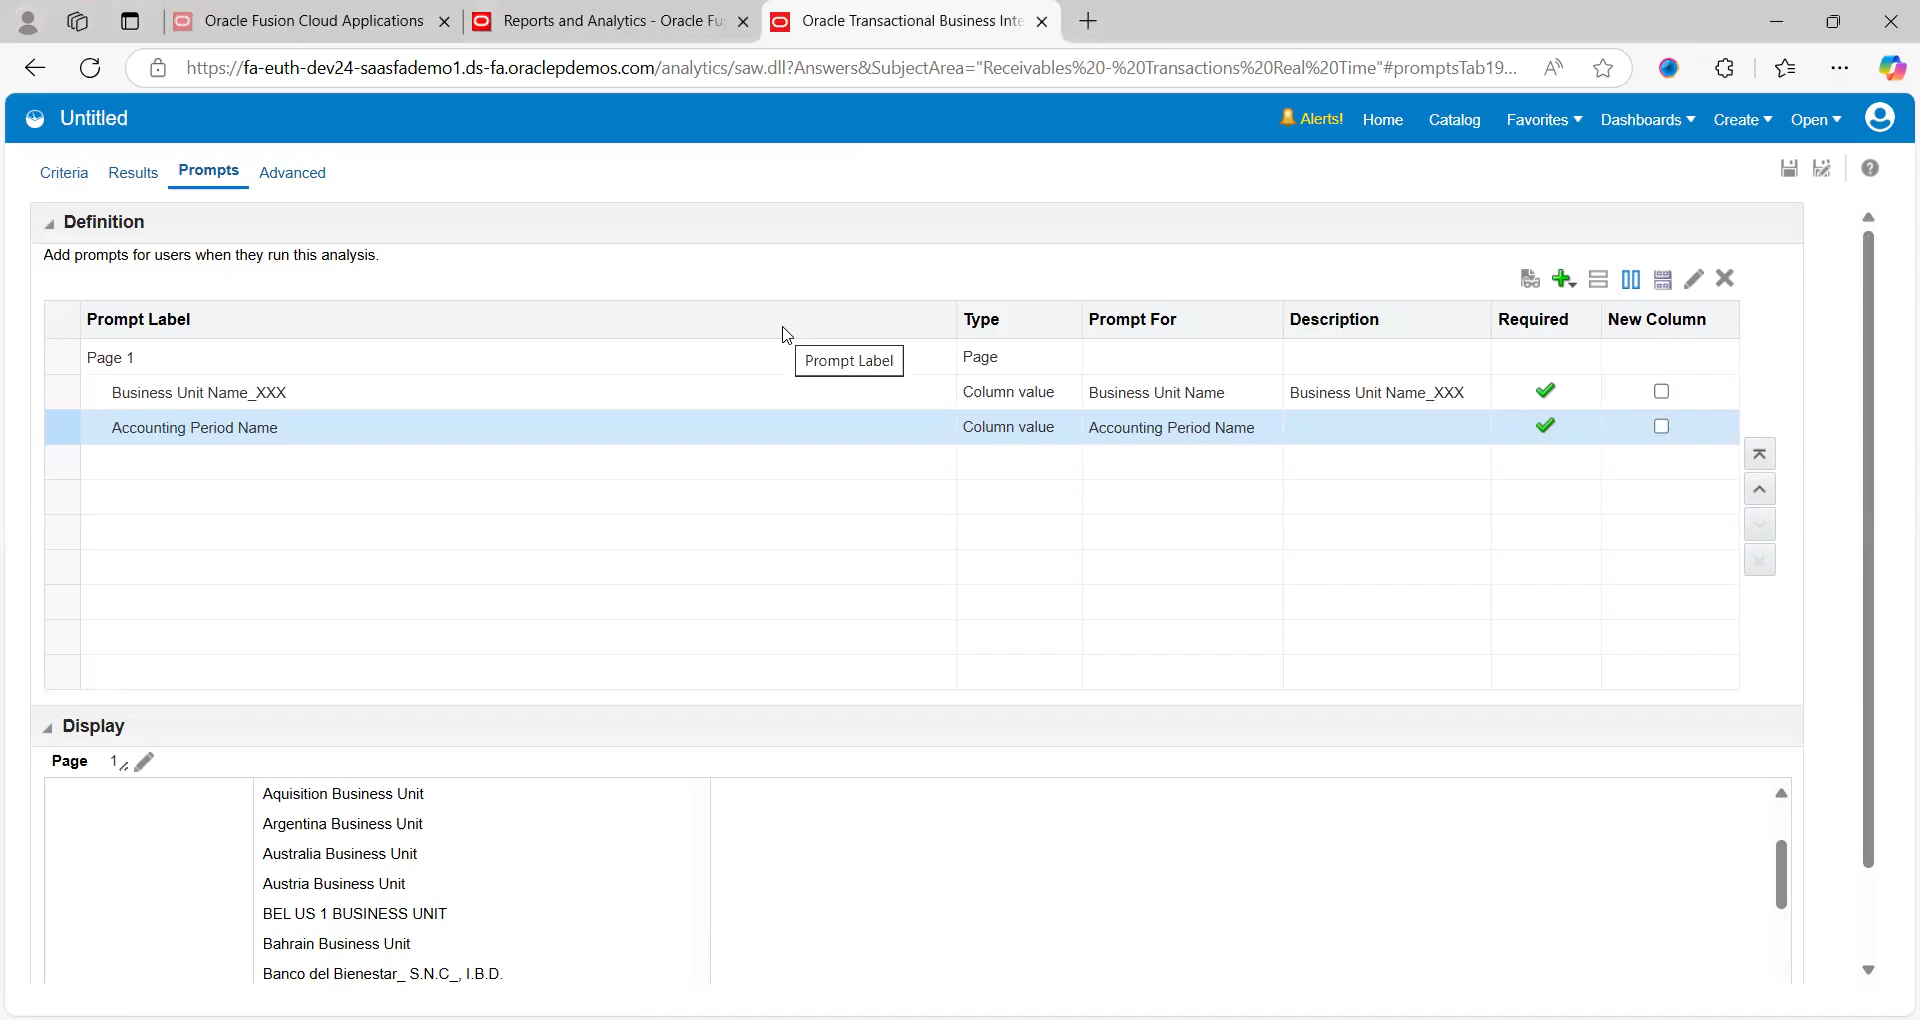 Oracle Fusion Cloud Applications
Reports and Analytics - Oracle Fu
Oracle Transactional Business Inte
https://fa-euth-dev24-saasfademo1.ds-fa.oraclepdemos.com/analytics/saw.dll?Answers&SubjectArea="Receivables%20-%20Transactions%20Real%20Time"#promptsTab19...
Untitled
Alerts! Home Catalog Favorites Dashboards Create Open
Criteria Results Prompts Advanced
Definition
Add prompts for users when they run this analysis.
Prompt Label Type Prompt For Description Required New Column
Page 1 Page
Prompt Label
Business Unit Name_XXX Column value Business Unit Name Business Unit Name_XXX
Accounting Period Name Column value Accounting Period Name
Display
Page 1
Aquisition Business Unit
Argentina Business Unit
Australia Business Unit
Austria Business Unit
BEL US 1 BUSINESS UNIT
Bahrain Business Unit
Banco del Bienestar_ S.N.C_, I.B.D.